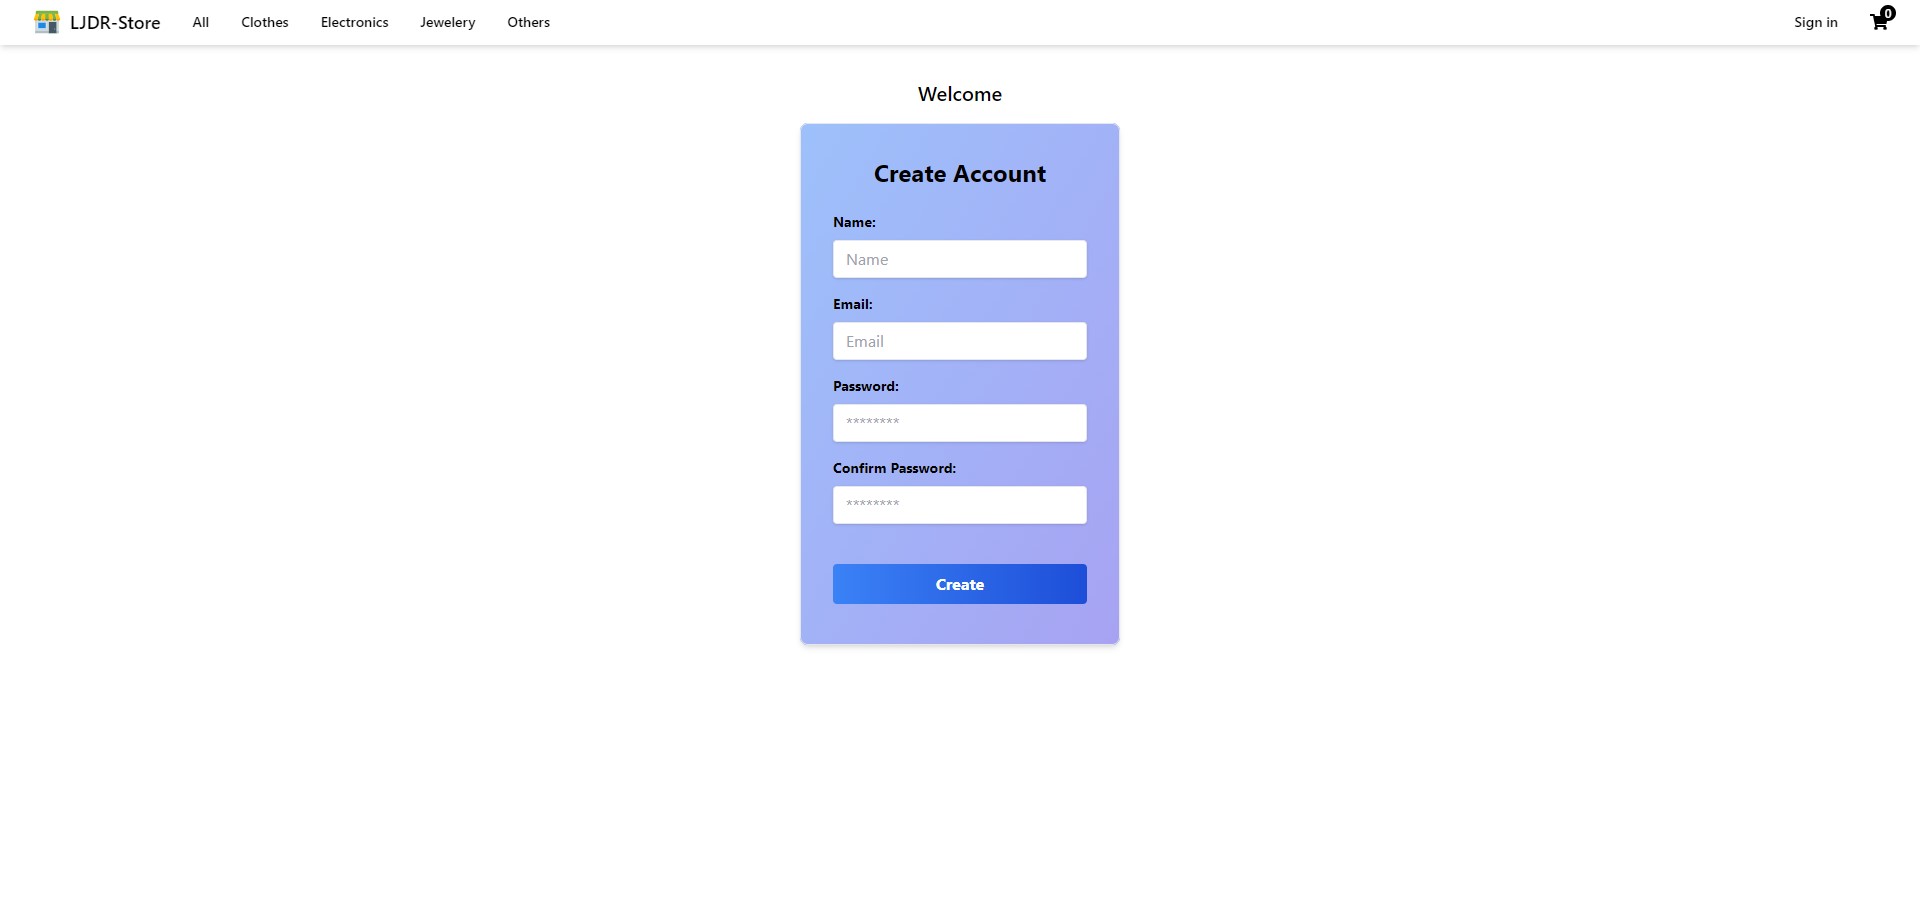 LJDR-Store All Clothes Electronics Jewelery Others Sign in 0
Welcome
Create Account
Name:
Name
Email:
Email
Password:
********
Confirm Password:
********
Create